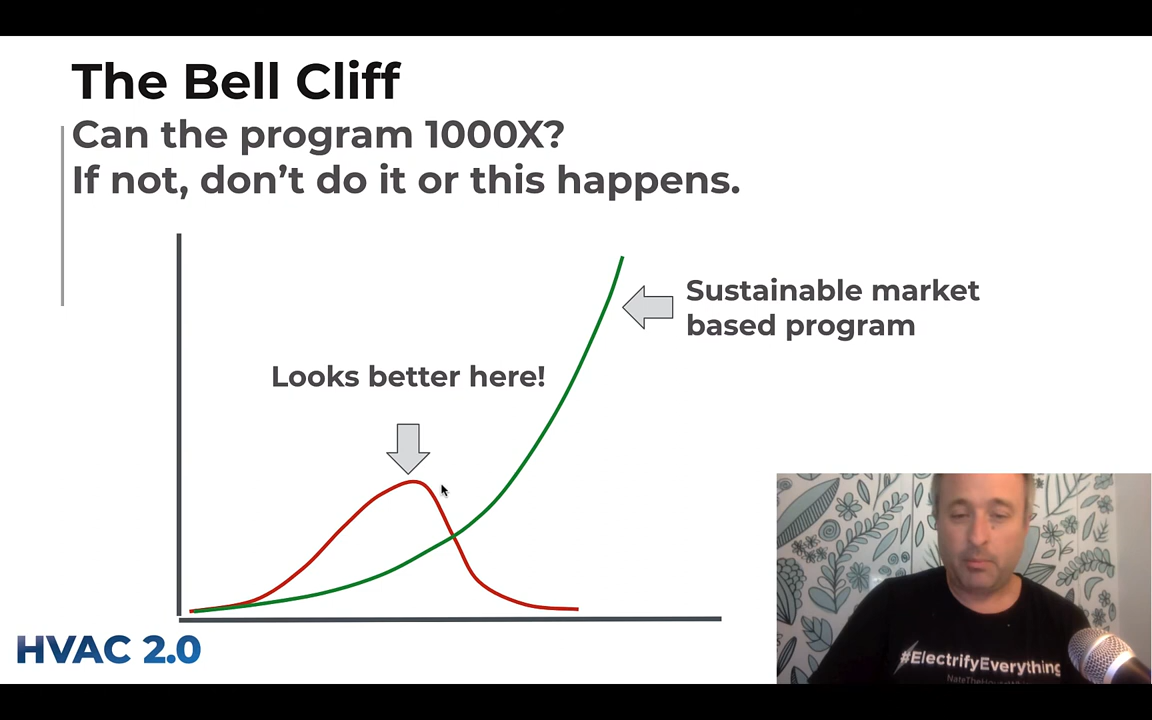 The Bell Cliff
Can the program 1000X?
If not, don't do it or this happens.
Sustainable market
based program
Looks better here!
HVAC 2.0
#ElectrifyEverything